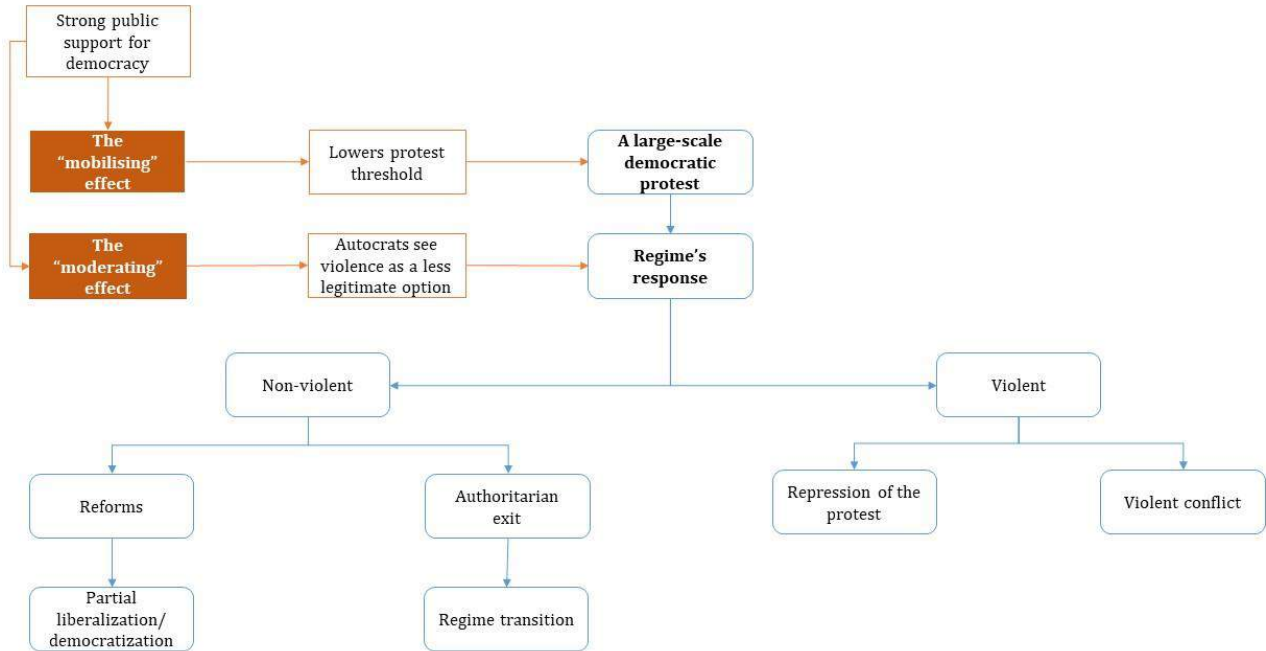 Strong public
support for
democracy
The
“mobilising”
effect
Lowers protest
threshold
A large-scale
democratic
protest
The
“moderating”
effect
Autocrats see
violence as a less
legitimate option
Regime’s
response
Non-violent
Violent
Reforms
Authoritarian
exit
Repression of the
protest
Violent conflict
Partial
liberalization/
democratization
Regime transition